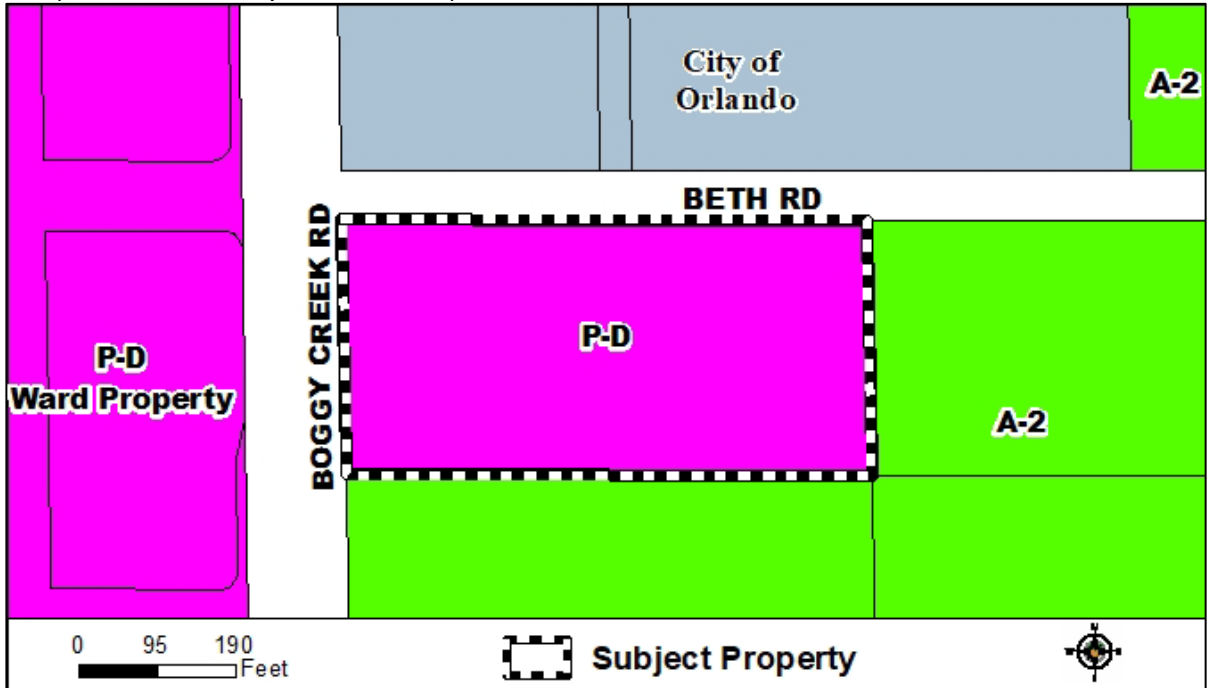 City of
Orlando
A-2
BETH RD
BOGGY CREEK RD
P-D
P-D
Ward Property
A-2
0 95 190
Feet
Subject Property
N